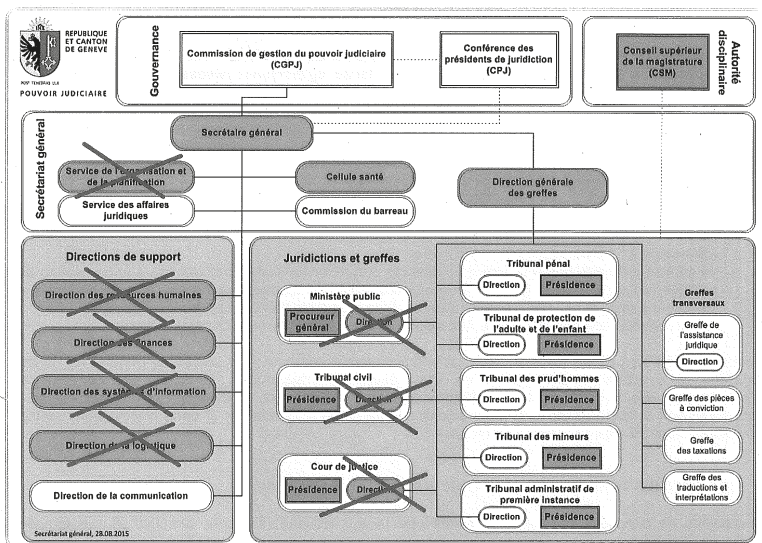 REPUBLIQUE
ET CANTON
DE GENEVE
POST TENEBRAS LUX
POUVOIR JUDICIAIRE
Gouvernance
Commission de gestion du pouvoir judiciaire
(CGPJ)
Conférence des
présidents de juridiction
(CPJ)
Conseil supérieur
de la magistrature
(CSM)
Autorité
disciplinaire
Secrétariat général
Secrétaire général
Service de l'organisation et
de la planification
Cellule santé
Service des affaires
juridiques
Commission du barreau
Direction générale
des greffes
Directions de support
Direction des ressources humaines
Direction des finances
Direction des systèmes d'information
Direction de la logistique
Direction de la communication
Juridictions et greffes
Ministère public
Procureur
général
Direction
Tribunal civil
Présidence
Direction
Cour de justice
Présidence
Direction
Tribunal pénal
Direction
Présidence
Tribunal de protection de
l'adulte et de l'enfant
Direction
Présidence
Tribunal des prud'hommes
Direction
Présidence
Tribunal des mineurs
Direction
Présidence
Tribunal administratif de
première instance
Direction
Présidence
Greffes
transversaux
Greffe de
l'assistance
juridique
Direction
Greffe des pièces
à conviction
Greffe
des taxations
Greffe des
traductions et
interprétations
Secrétariat général, 28.08.2015